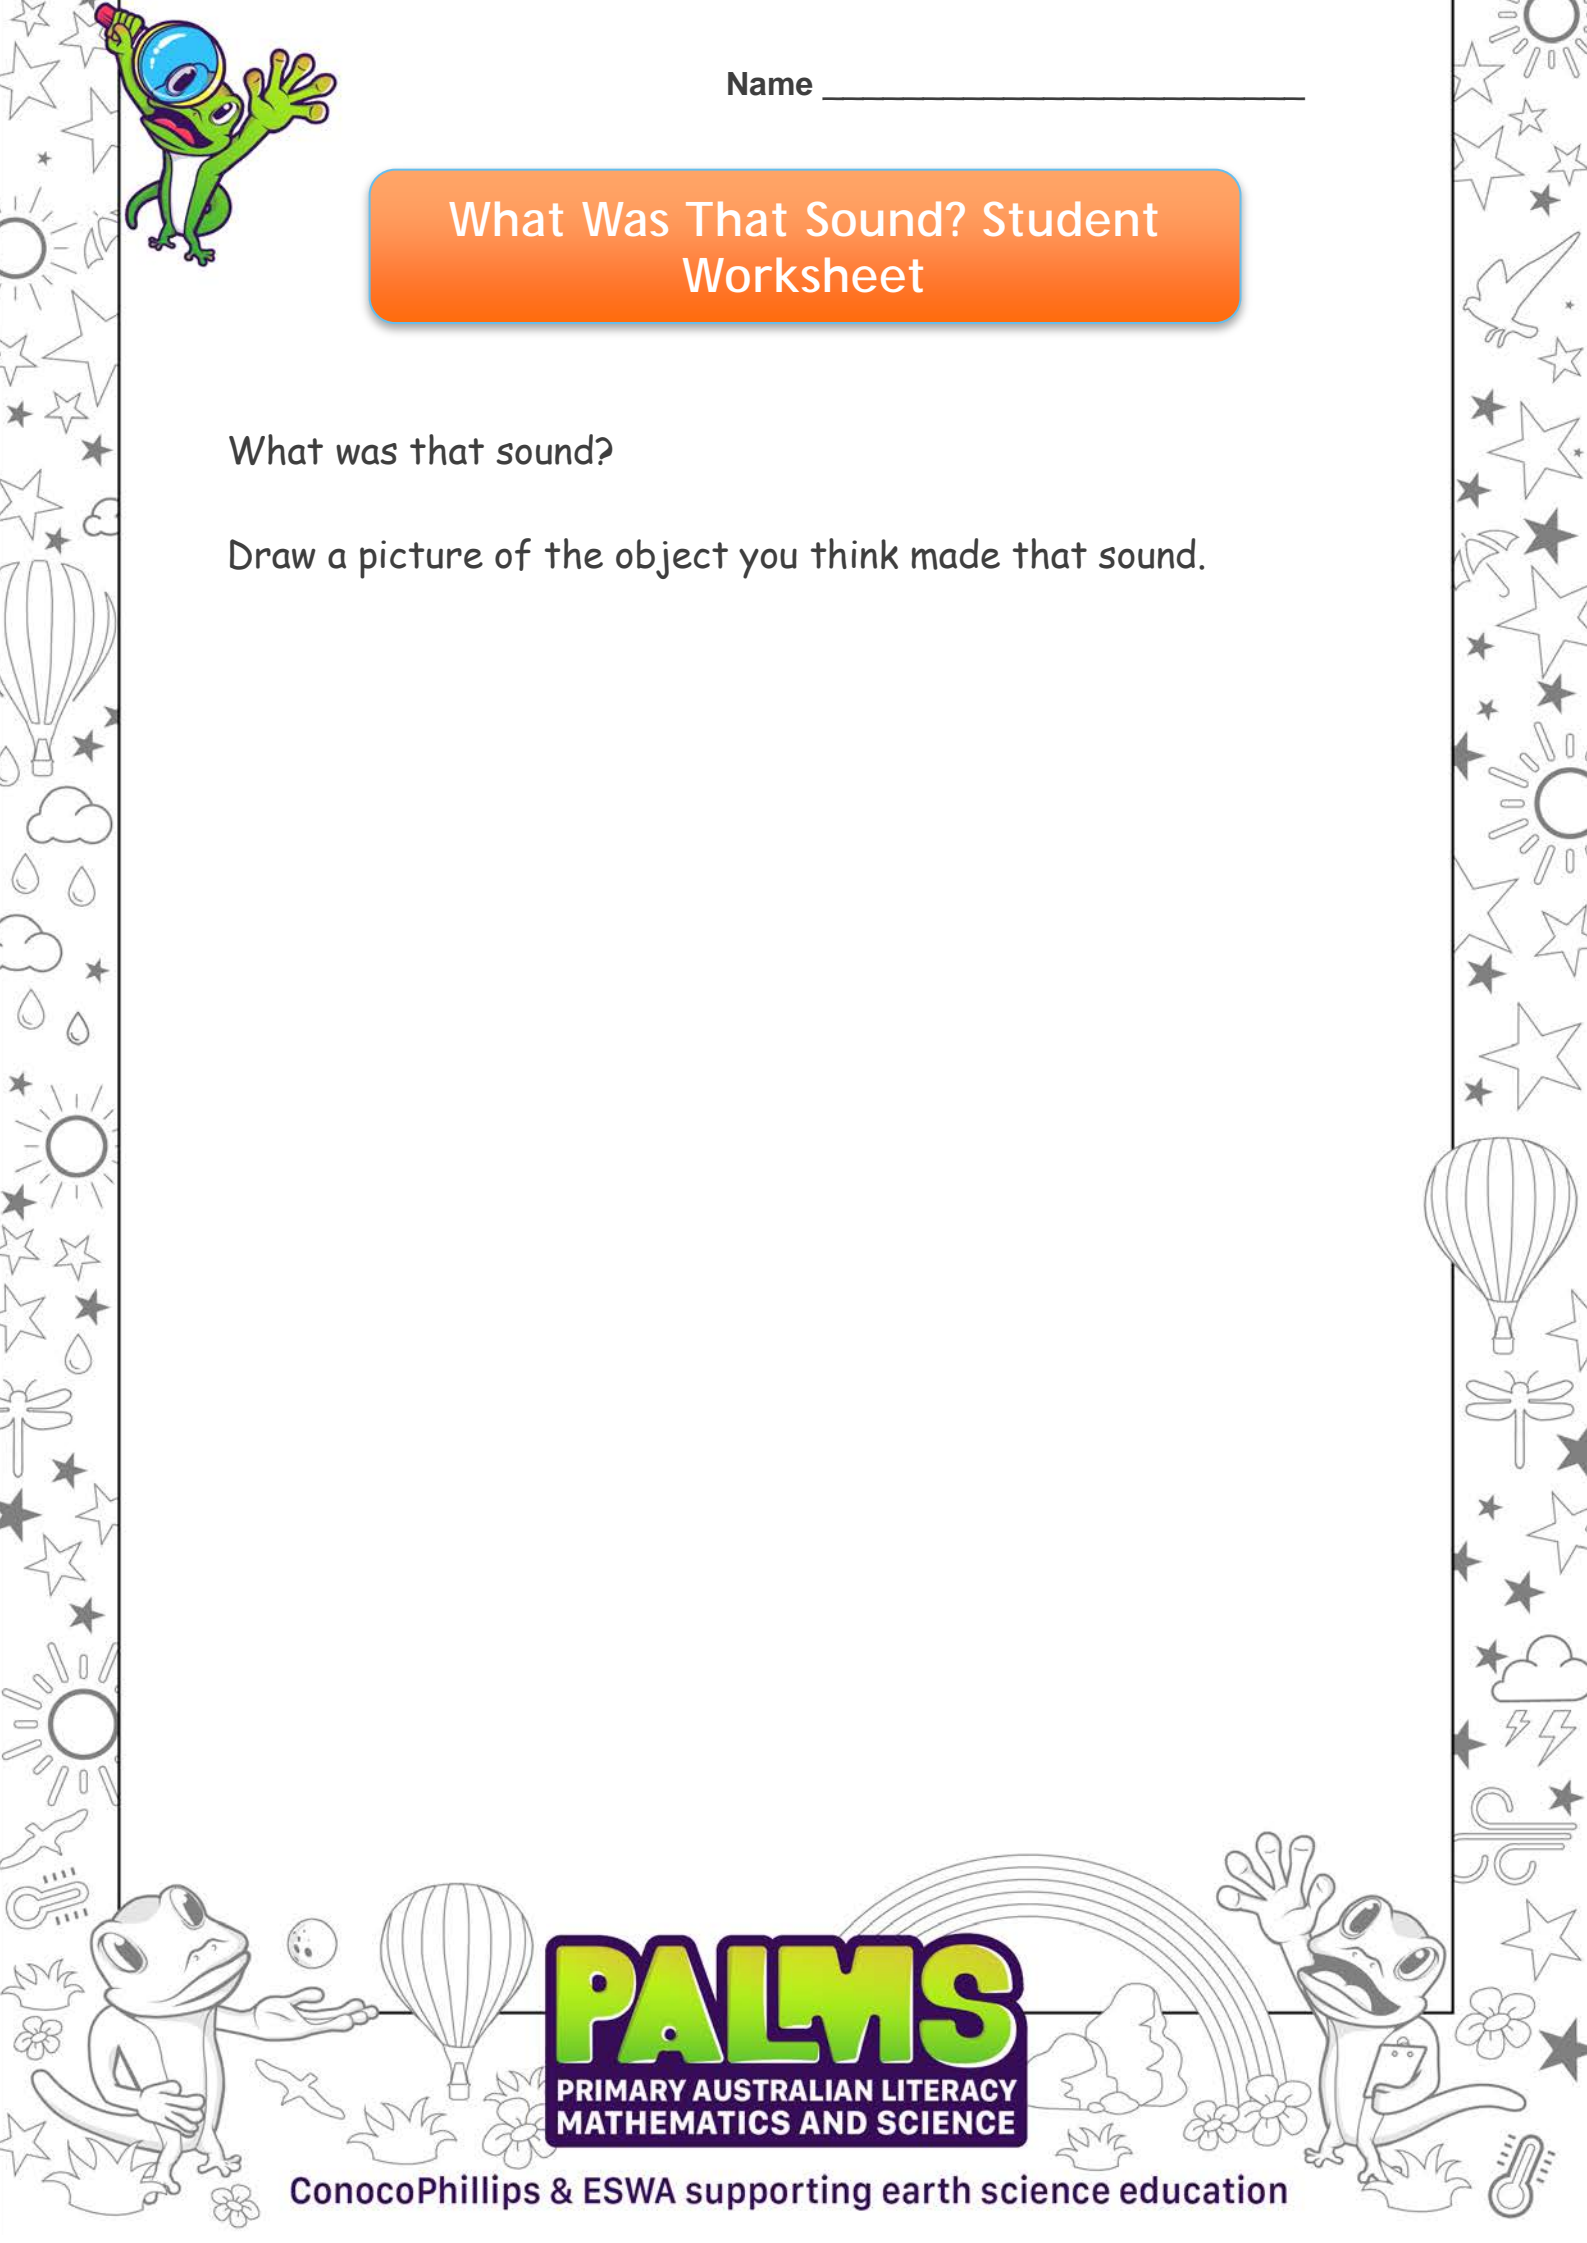 Name ___________________________
What Was That Sound? Student
Worksheet
What was that sound?
Draw a picture of the object you think made that sound.
PALMS
PRIMARY AUSTRALIAN LITERACY
MATHEMATICS AND SCIENCE
ConocoPhillips & ESWA supporting earth science education